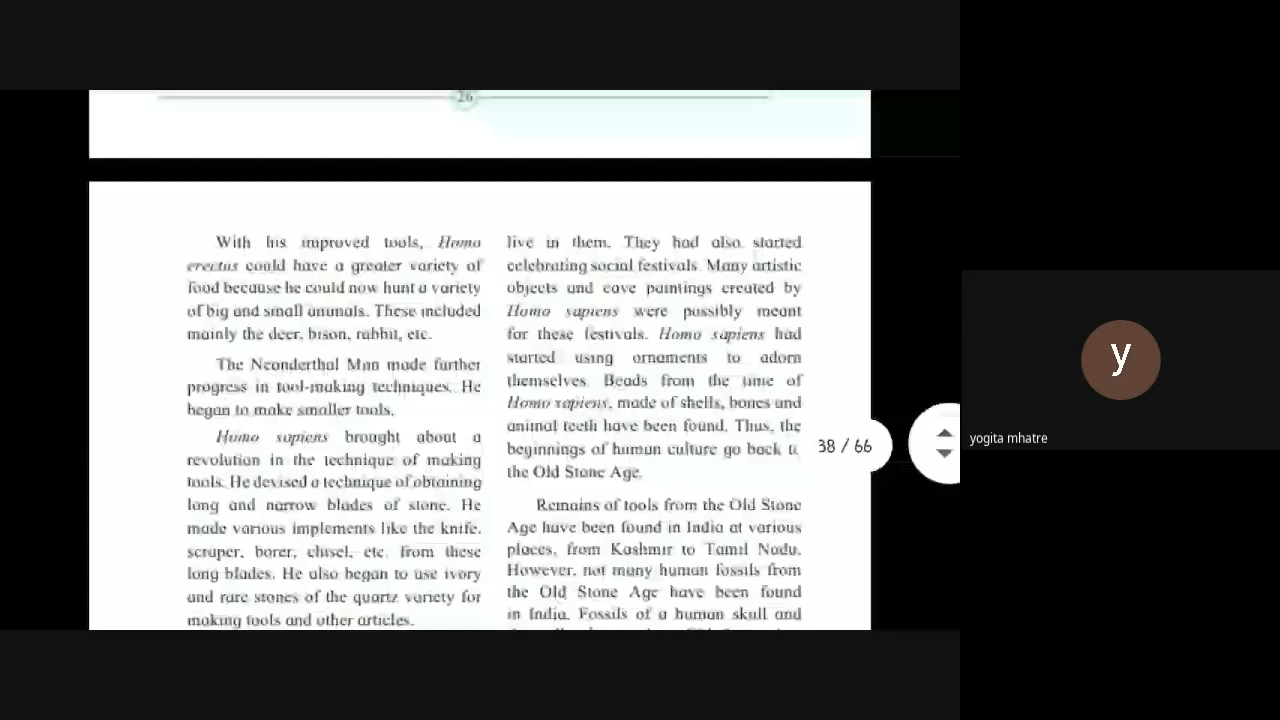 26
With his improved tools, Homo
erectus could have a greater variety of
food because he could now hunt a variety
of big and small animals. These included
mainly the deer, bison, rabbit, etc.
The Neanderthal Man made further
progress in tool-making techniques. He
began to make smaller tools.
Homo sapiens brought about a
revolution in the technique of making
tools. He devised a technique of obtaining
long and narrow blades of stone. He
made various implements like the knife,
scraper, borer, chisel, etc. from these
long blades. He also began to use ivory
and rare stones of the quartz variety for
making tools and other articles.
live in them. They had also started
celebrating social festivals. Many artistic
objects and cave paintings created by
Homo sapiens were possibly meant
for these festivals. Homo sapiens had
started using ornaments to adorn
themselves. Beads from the time of
Homo sapiens, made of shells, bones and
animal teeth have been found. Thus, the
beginnings of human culture go back t
the Old Stone Age.
Remains of tools from the Old Stone
Age have been found in India at various
places, from Kashmir to Tamil Nadu.
However, not many human fossils from
the Old Stone Age have been found
in India. Fossils of a human skull and
38 / 66
y
yogita mhatre